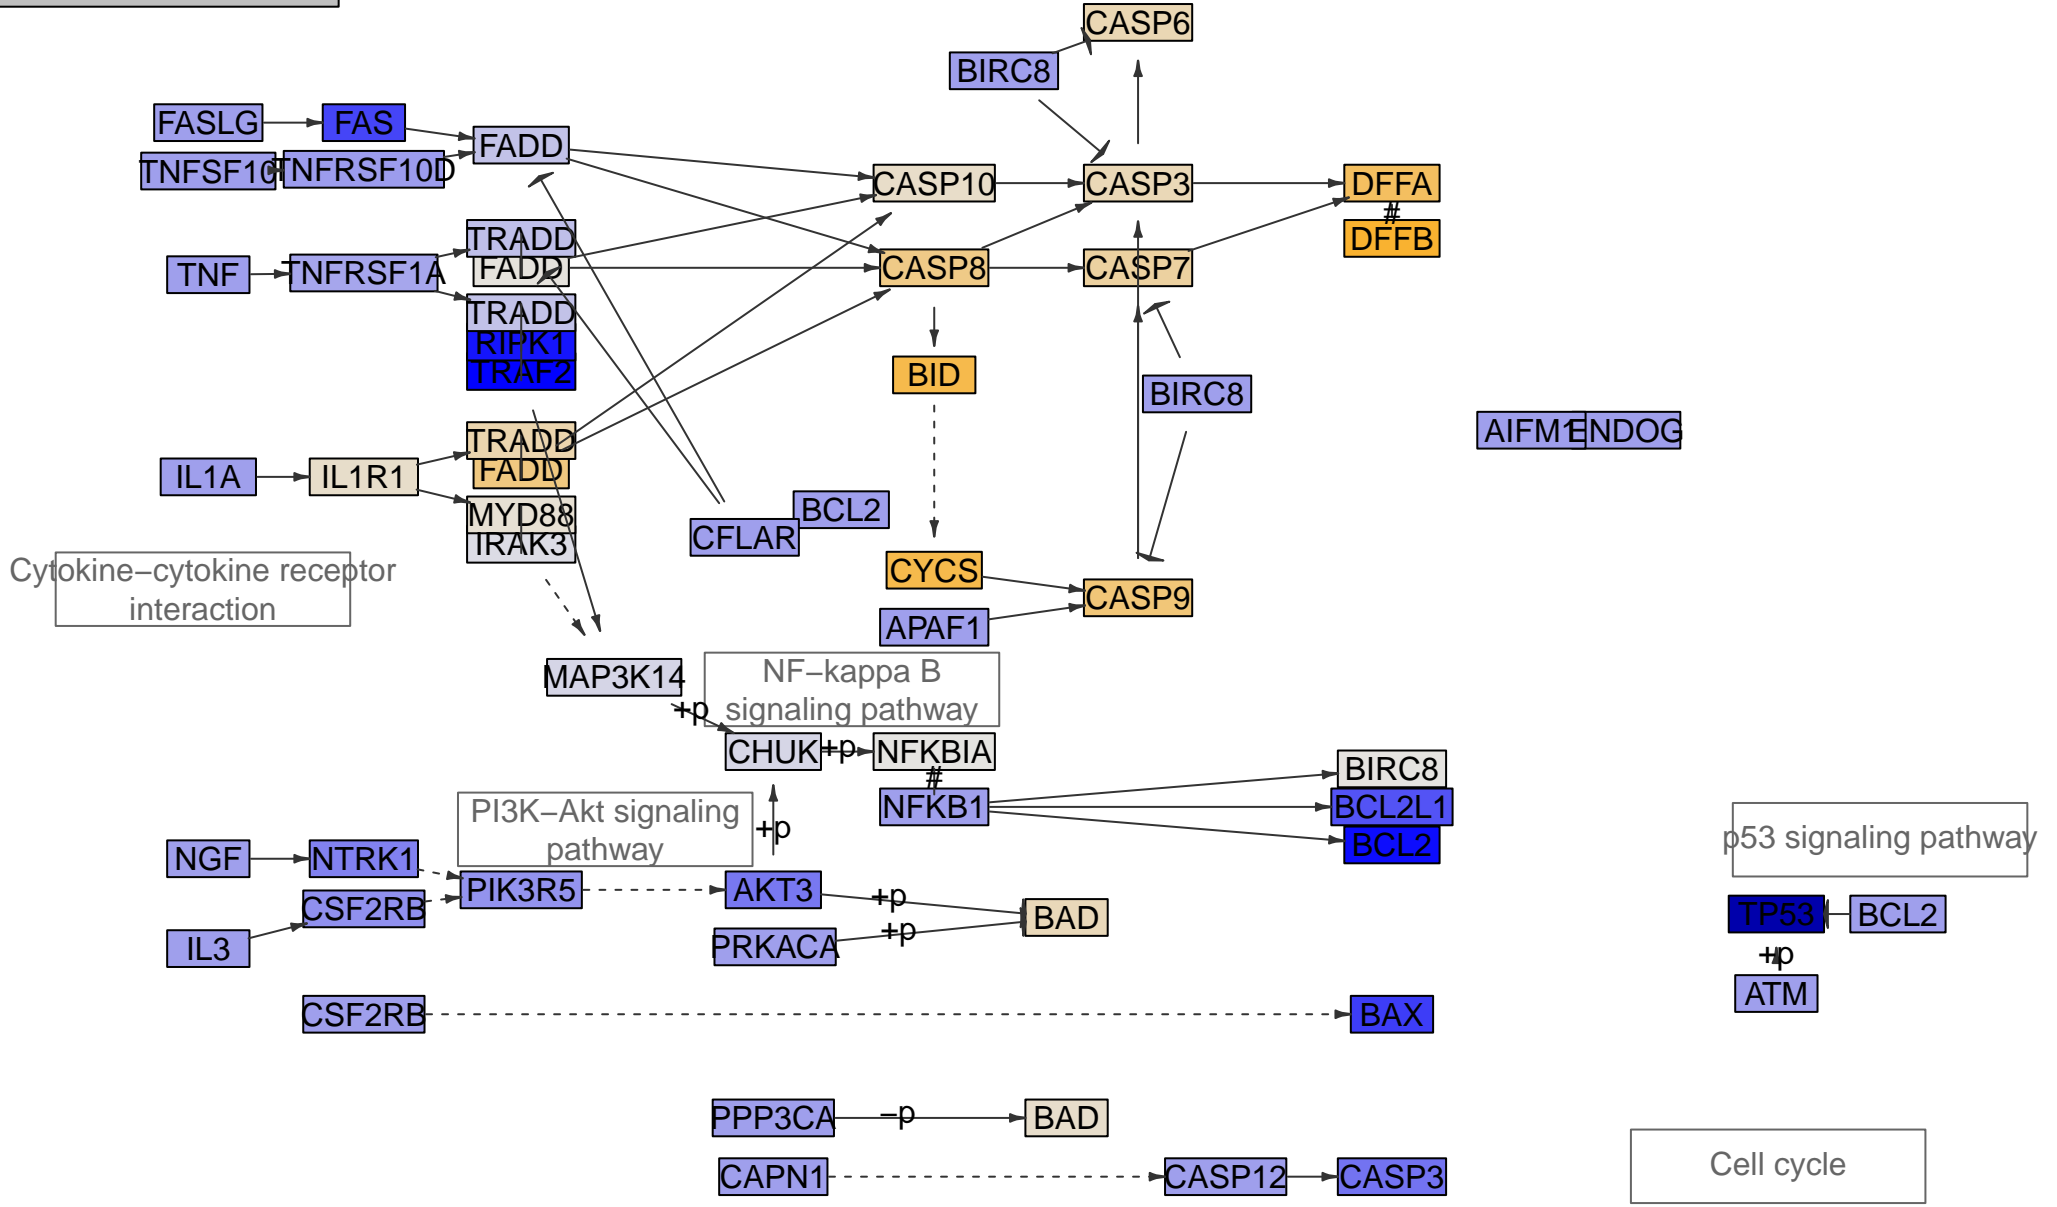 CASP6
BIRC8
FASLG
FAS
FADD
TNFSF10
TNFRSF10D
CASP10
CASP3
DFFA
#
DFFB
TRADD
FADD
TNF
TNFRSF1A
CASP8
CASP7
TRADD
RIPK1
TRAF2
BID
BIRC8
AIFM1
ENDOG
TRADD
FADD
IL1A
IL1R1
MYD88
IRAK3
BCL2
CFLAR
Cytokine–cytokine receptor
interaction
CYCS
CASP9
APAF1
MAP3K14
NF–kappa B
signaling pathway
+p
CHUK
+p
NFKBIA
#
NFKB1
BIRC8
BCL2L1
BCL2
PI3K–Akt signaling
pathway
+p
p53 signaling pathway
NGF
NTRK1
PIK3R5
AKT3
+p
BAD
CSF2RB
IL3
PRKACA
+p
TP53
BCL2
+p
ATM
CSF2RB
BAX
PPP3CA
–p
BAD
CAPN1
CASP12
CASP3
Cell cycle